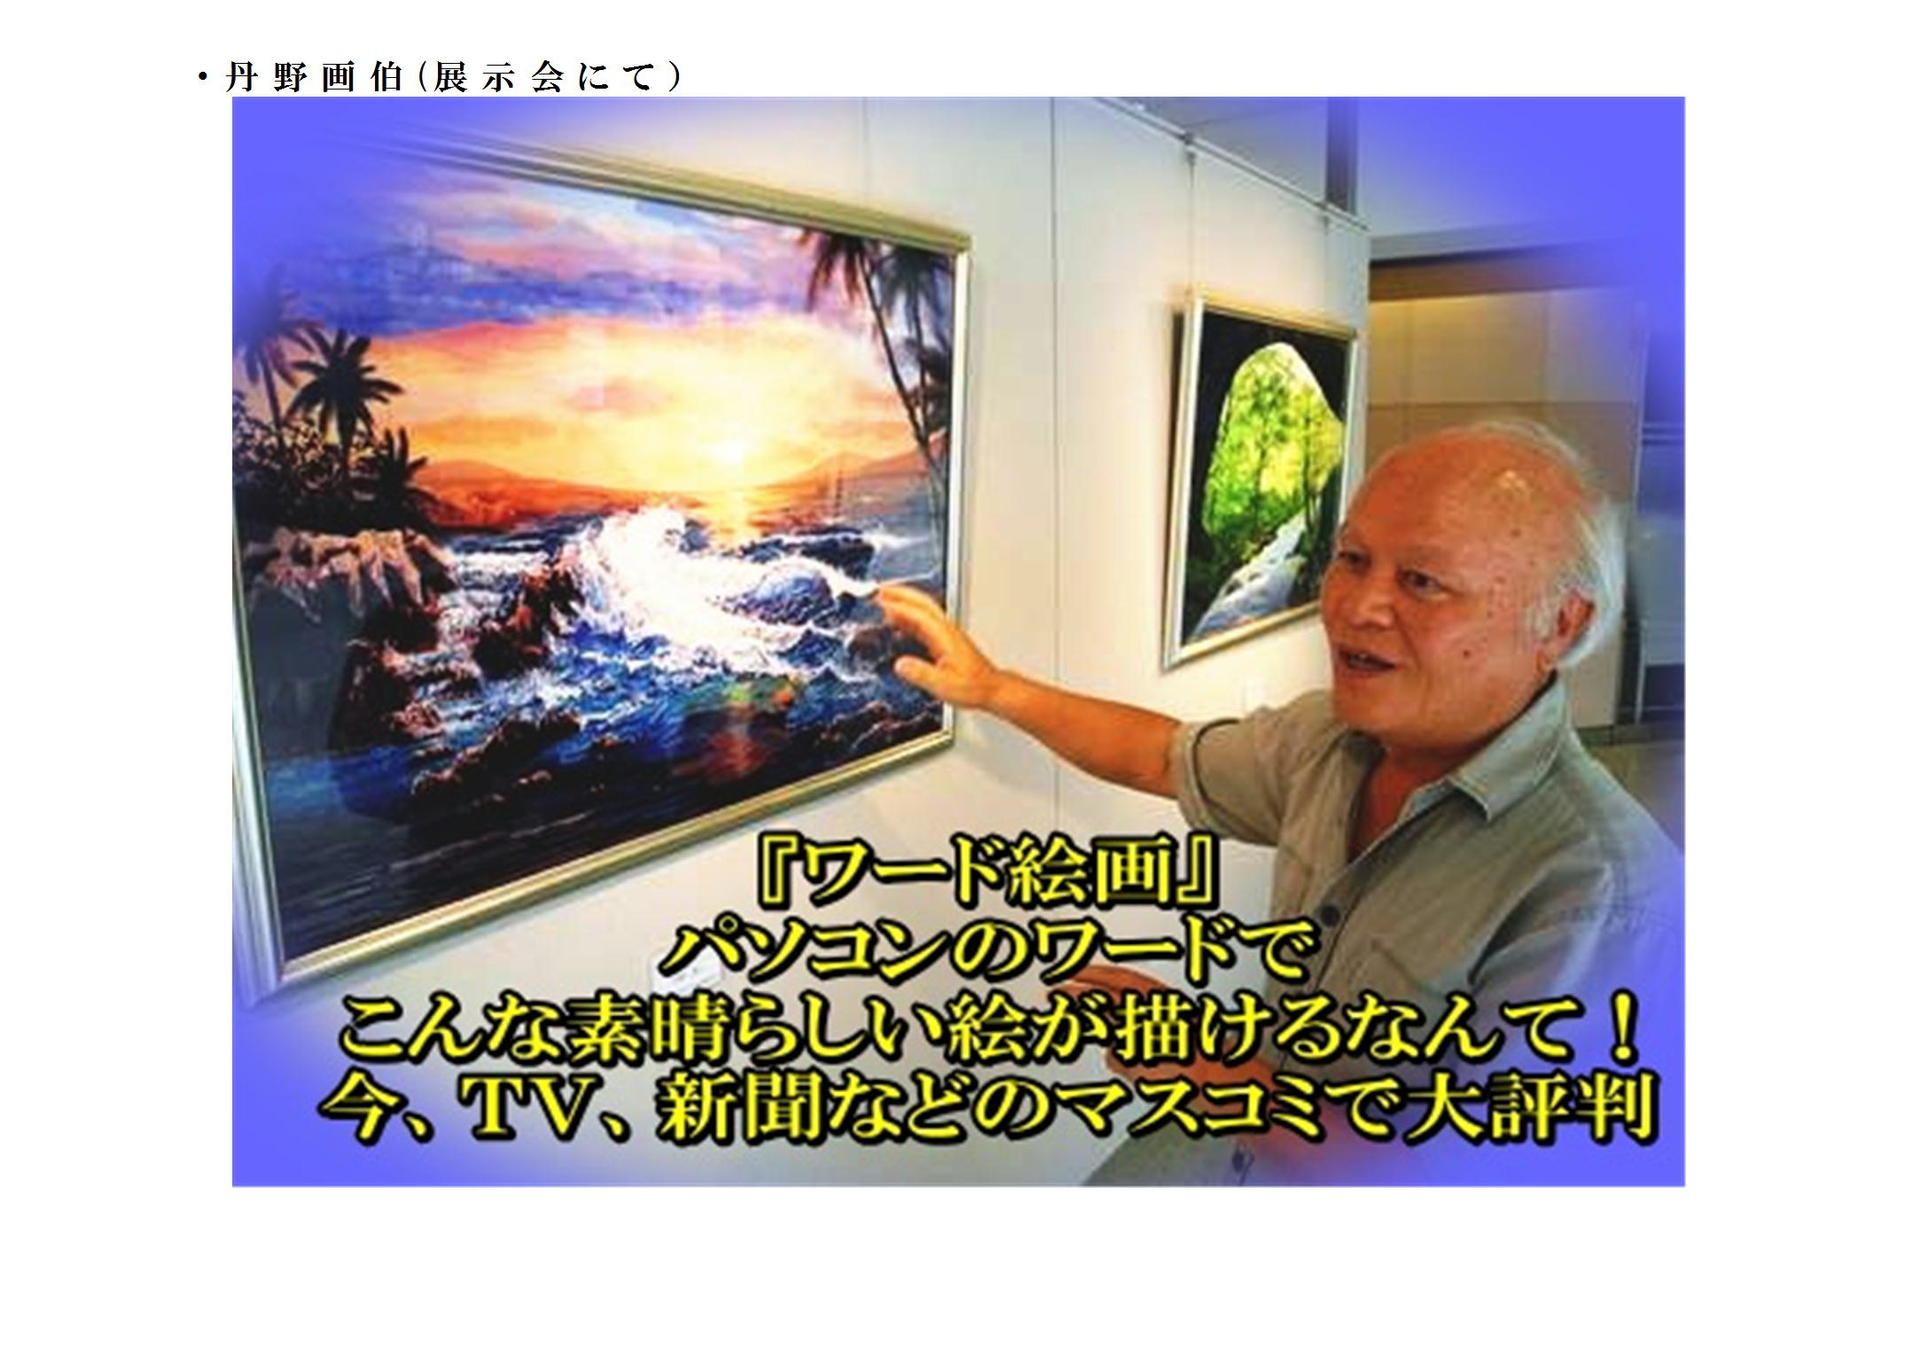 ・丹野画伯(展示会にて)
『ワード絵画』
パソコンのワードで
こんな素晴らしい絵が描けるなんて！
今、TV、新聞などのマスコミで大評判